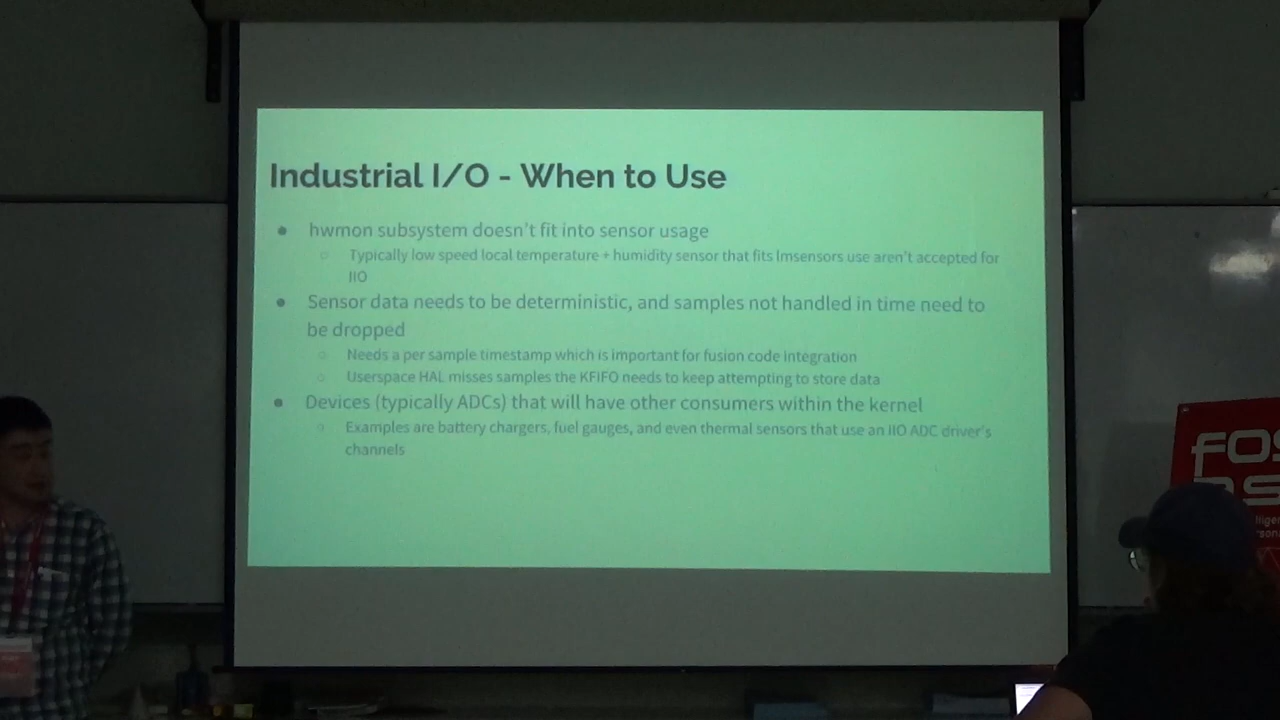 Industrial I/O - When to Use
● hwmon subsystem doesn't fit into sensor usage
○ Typically low speed local temperature + humidity sensor that fits lmsensors use aren't accepted for
IIO
● Sensor data needs to be deterministic, and samples not handled in time need to
be dropped
○ Needs a per sample timestamp which is important for fusion code integration
○ Userspace HAL misses samples the KFIFO needs to keep attempting to store data
● Devices (typically ADCs) that will have other consumers within the kernel
○ Examples are battery chargers, fuel gauges, and even thermal sensors that use an IIO ADC driver's
channels